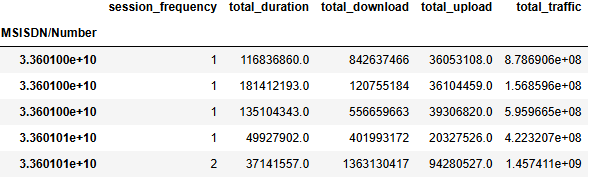 session_frequency total_duration total_download total_upload total_traffic
MSISDN/Number
3.360100e+10 1 116836860.0 842637466 36053108.0 8.786906e+08
3.360100e+10 1 181412193.0 120755184 36104459.0 1.568596e+08
3.360100e+10 1 135104343.0 556659663 39306820.0 5.959665e+08
3.360101e+10 1 49927902.0 401993172 20327526.0 4.223207e+08
3.360101e+10 2 37141557.0 1363130417 94280527.0 1.457411e+09